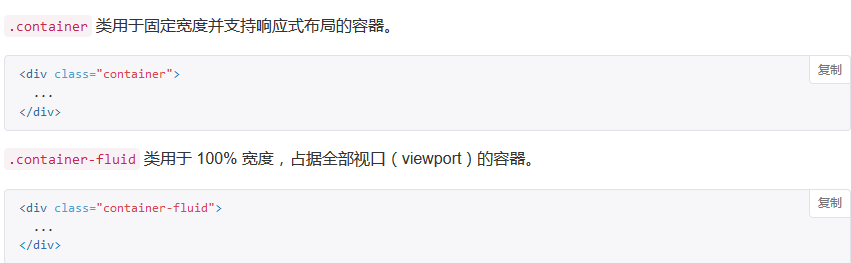 .container 类用于固定宽度并支持响应式布局的容器。
复制
<div class="container">
...
</div>
.container-fluid 类用于 100% 宽度，占据全部视口（viewport）的容器。
复制
<div class="container-fluid">
...
</div>